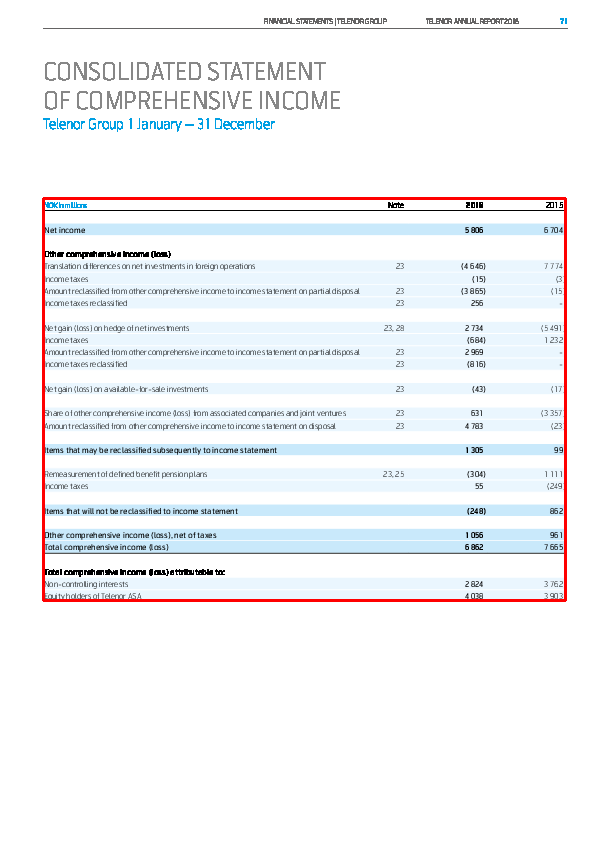 FINANCIAL STATEMENTS | TELENOR GROUP TELENOR ANNUAL REPORT 2016 71
CONSOLIDATED STATEMENT
OF COMPREHENSIVE INCOME
Telenor Group 1 January – 31 December
NOK in millions Note 2016 2015
Net income 5 806 6 704
Other comprehensive income (loss)
Translation differences on net investments in foreign operations 23 (4 646) 7 774
Income taxes 23 (15) (3
Amount reclassified from other comprehensive income to income statement on partial disposal 23 (3 865) (15
Income taxes reclassified 23 256 -
Net gain (loss) on hedge of net investments 23, 28 2 734 (5 491
Income taxes (684) 1 232
Amount reclassified from other comprehensive income to income statement on partial disposal 23 2 969 -
Income taxes reclassified 23 (816) -
Net gain (loss) on available-for-sale investments 23 (43) (17
Share of other comprehensive income (loss) from associated companies and joint ventures 23 631 (3 357
Amount reclassified from other comprehensive income to income statement on disposal 23 4 783 (23
Items that may be reclassified subsequently to income statement 1 305 99
Remeasurement of defined benefit pension plans 23, 25 (304) 1 111
Income taxes 55 (249
Items that will not be reclassified to income statement (248) 862
Other comprehensive income (loss), net of taxes 1 056 961
Total comprehensive income (loss) 6 862 7 665
Total comprehensive income (loss) attributable to:
Non-controlling interests 2 824 3 762
Equity holders of Telenor ASA 4 038 3 903